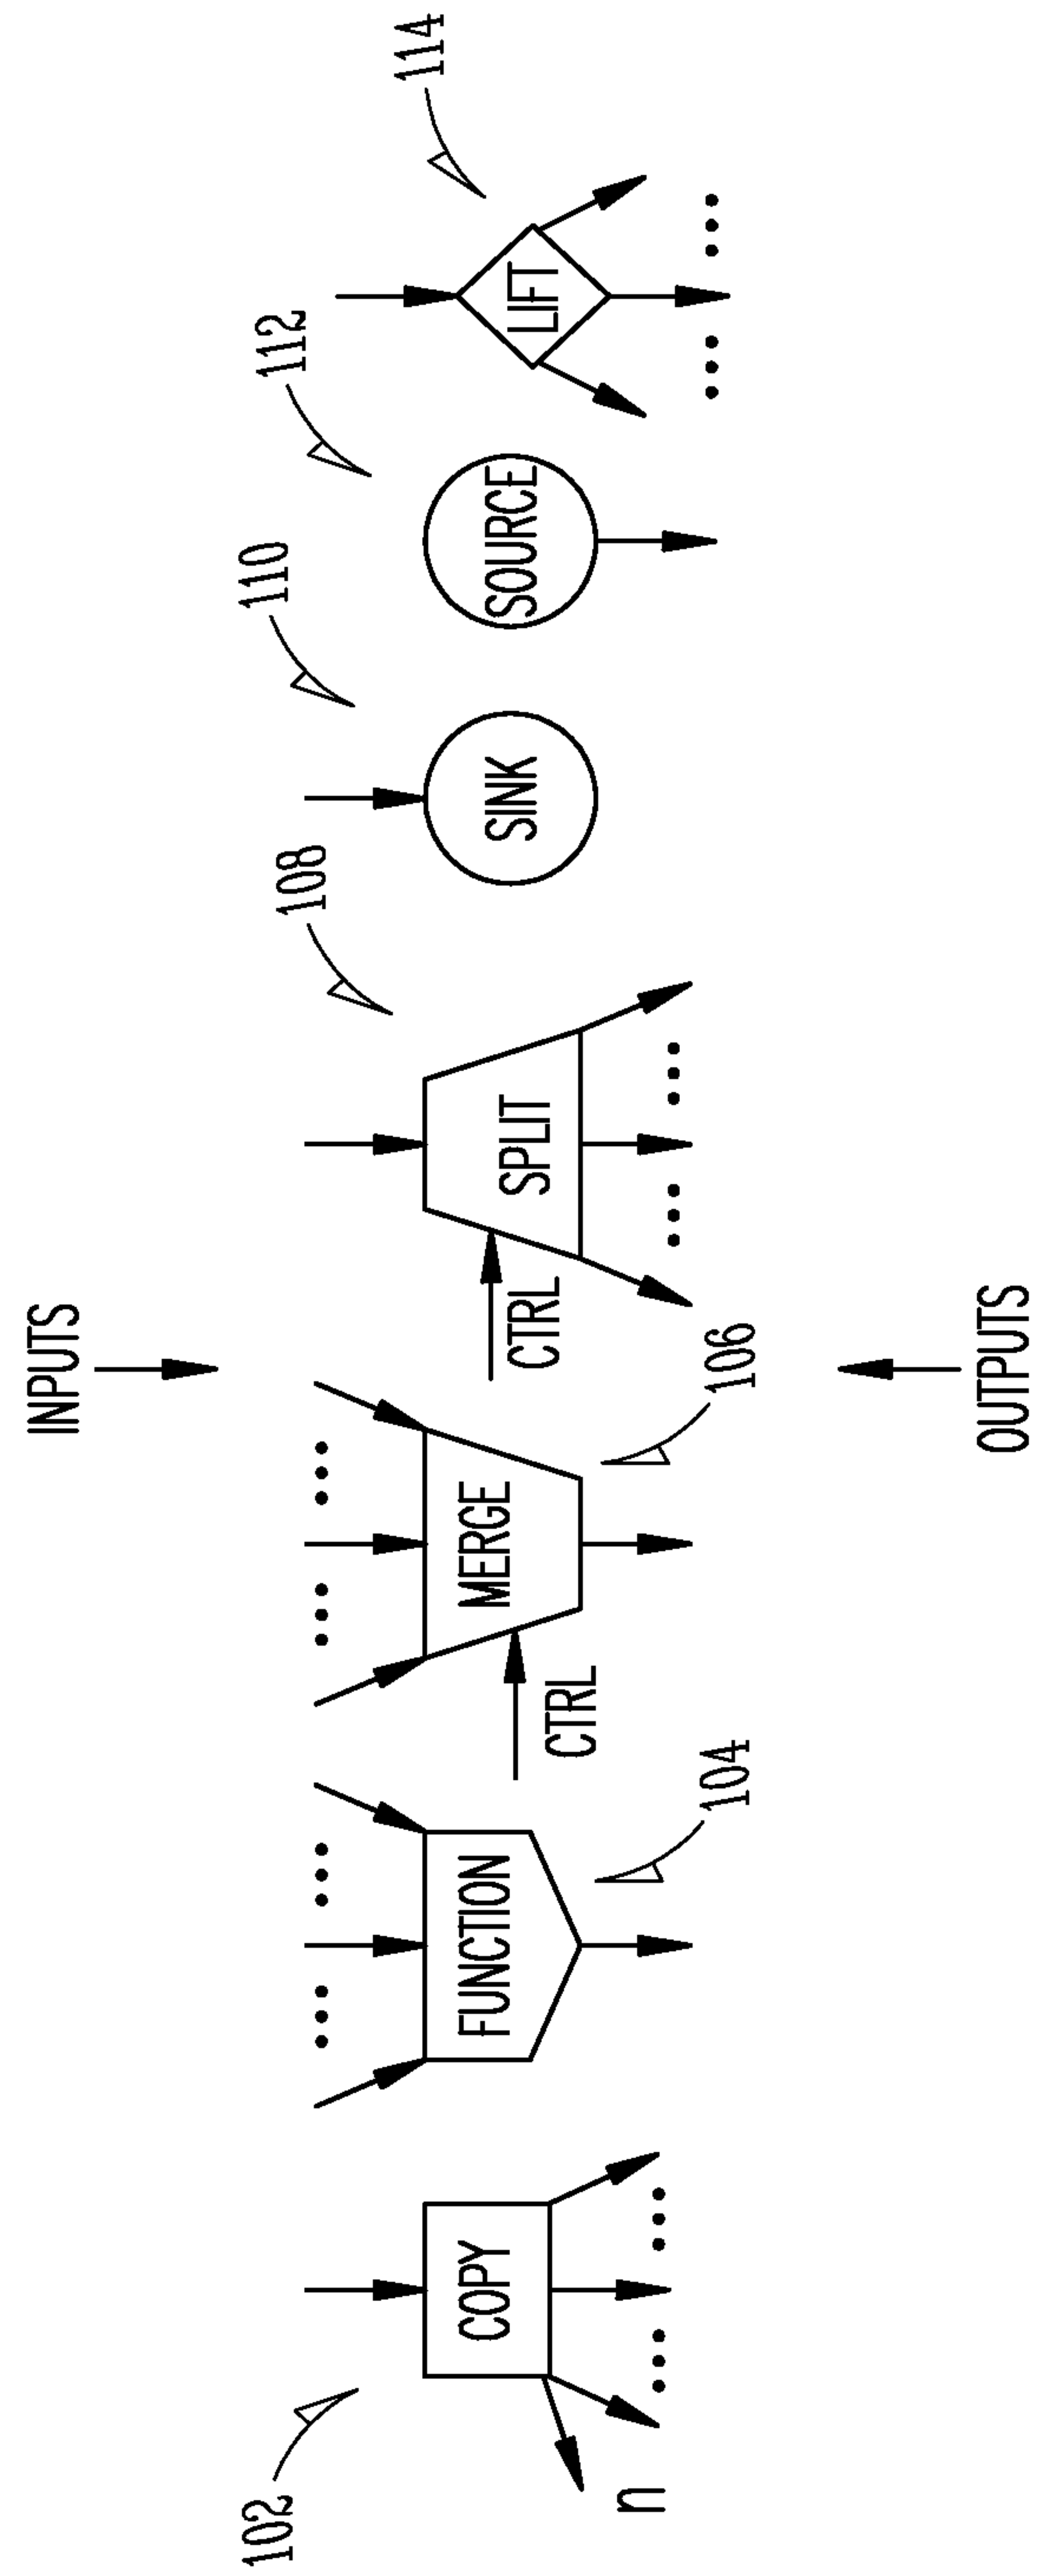 INPUTS
102
COPY
n
FUNCTION
104
MERGE
CTRL
106
SPLIT
CTRL
108
SINK
110
SOURCE
112
LIFT
114
OUTPUTS